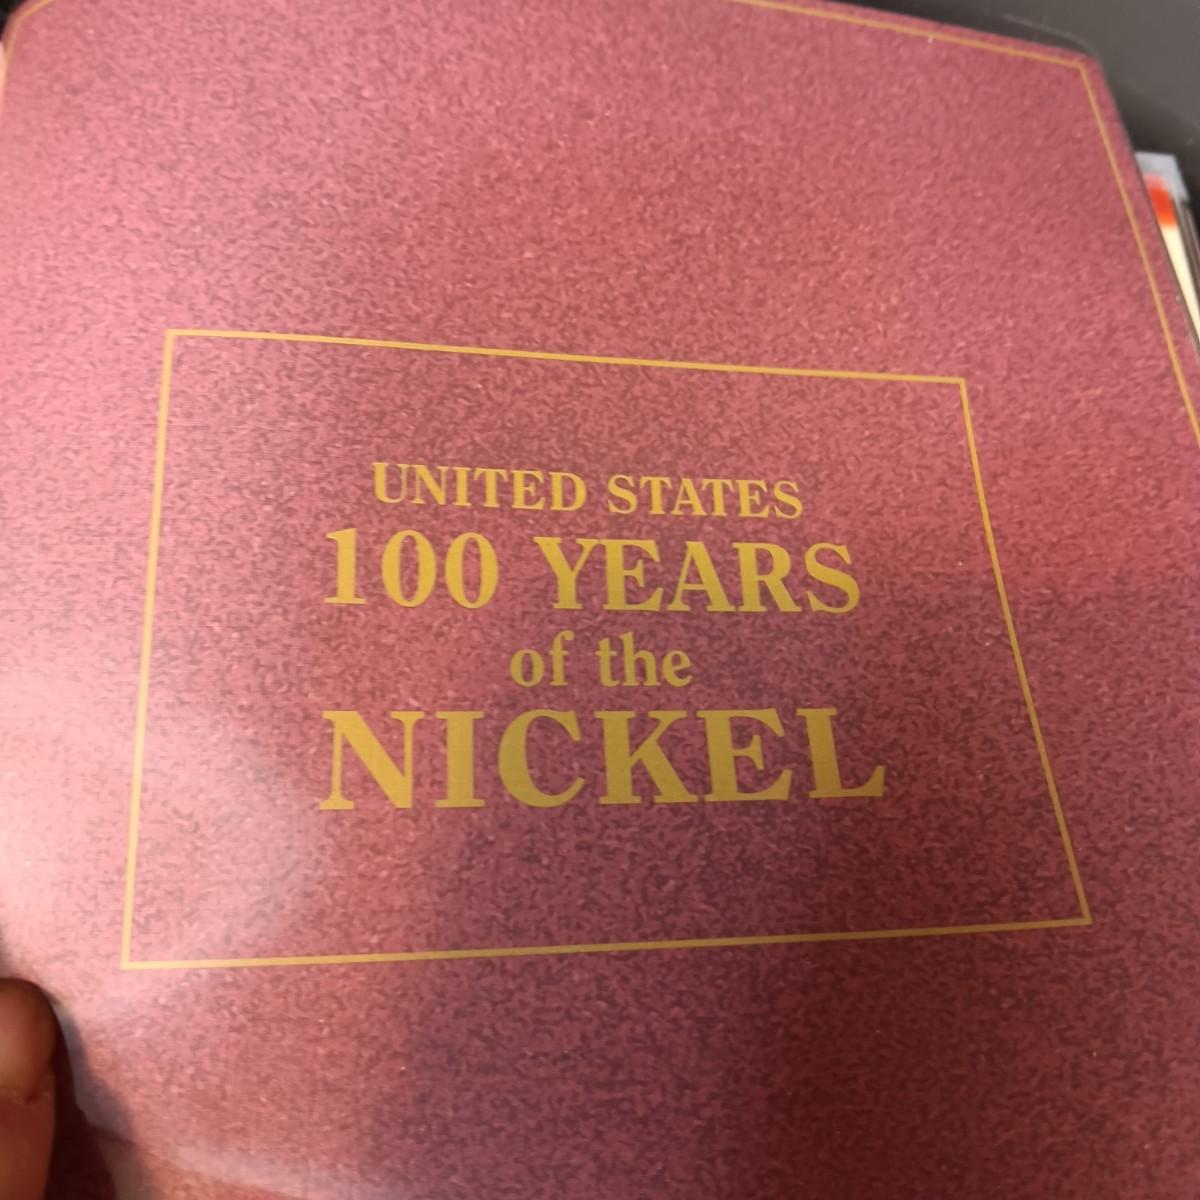 UNITED STATES
100 YEARS
of the
NICKEL